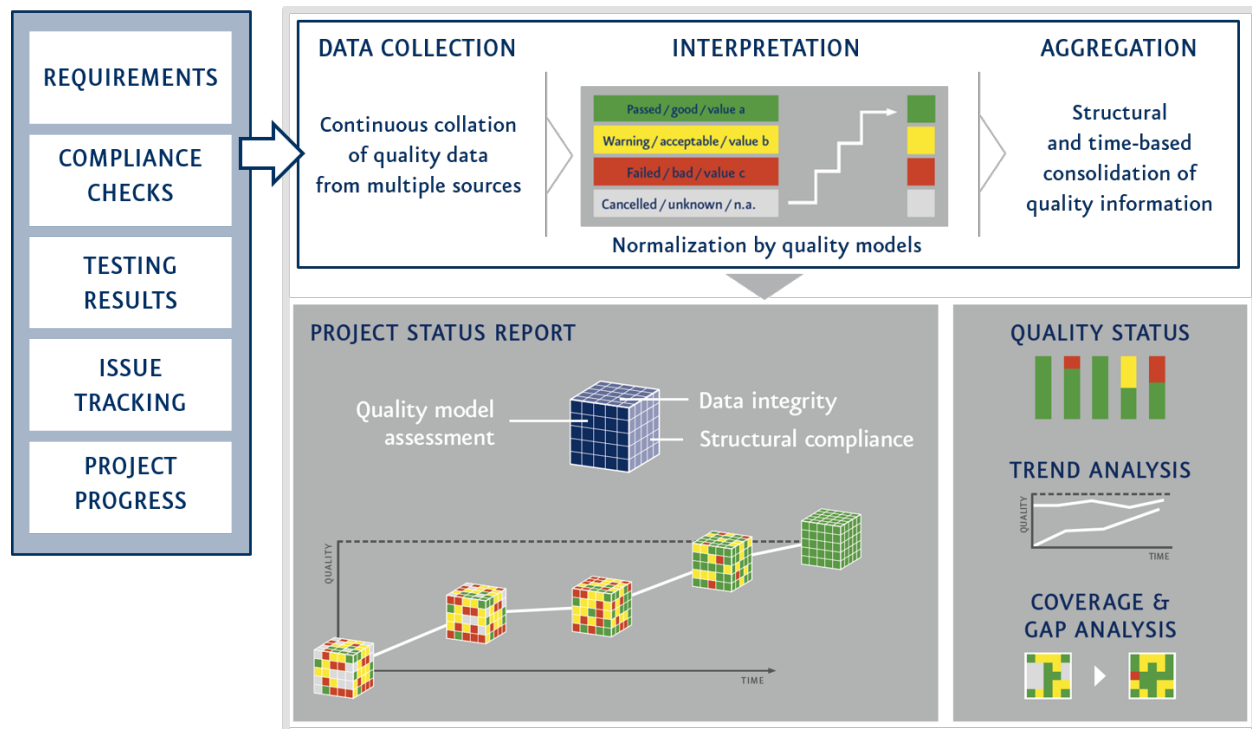 REQUIREMENTS
COMPLIANCE
CHECKS
TESTING
RESULTS
ISSUE
TRACKING
PROJECT
PROGRESS
DATA COLLECTION
Continuous collation
of quality data
from multiple sources
INTERPRETATION
Passed / good / value a
Warning / acceptable / value b
Failed / bad / value c
Cancelled / unknown / n.a.
Normalization by quality models
AGGREGATION
Structural
and time-based
consolidation of
quality information
PROJECT STATUS REPORT
Quality model
assessment
Data integrity
Structural compliance
QUALITY
TIME
QUALITY STATUS
TREND ANALYSIS
QUALITY
TIME
COVERAGE &
GAP ANALYSIS